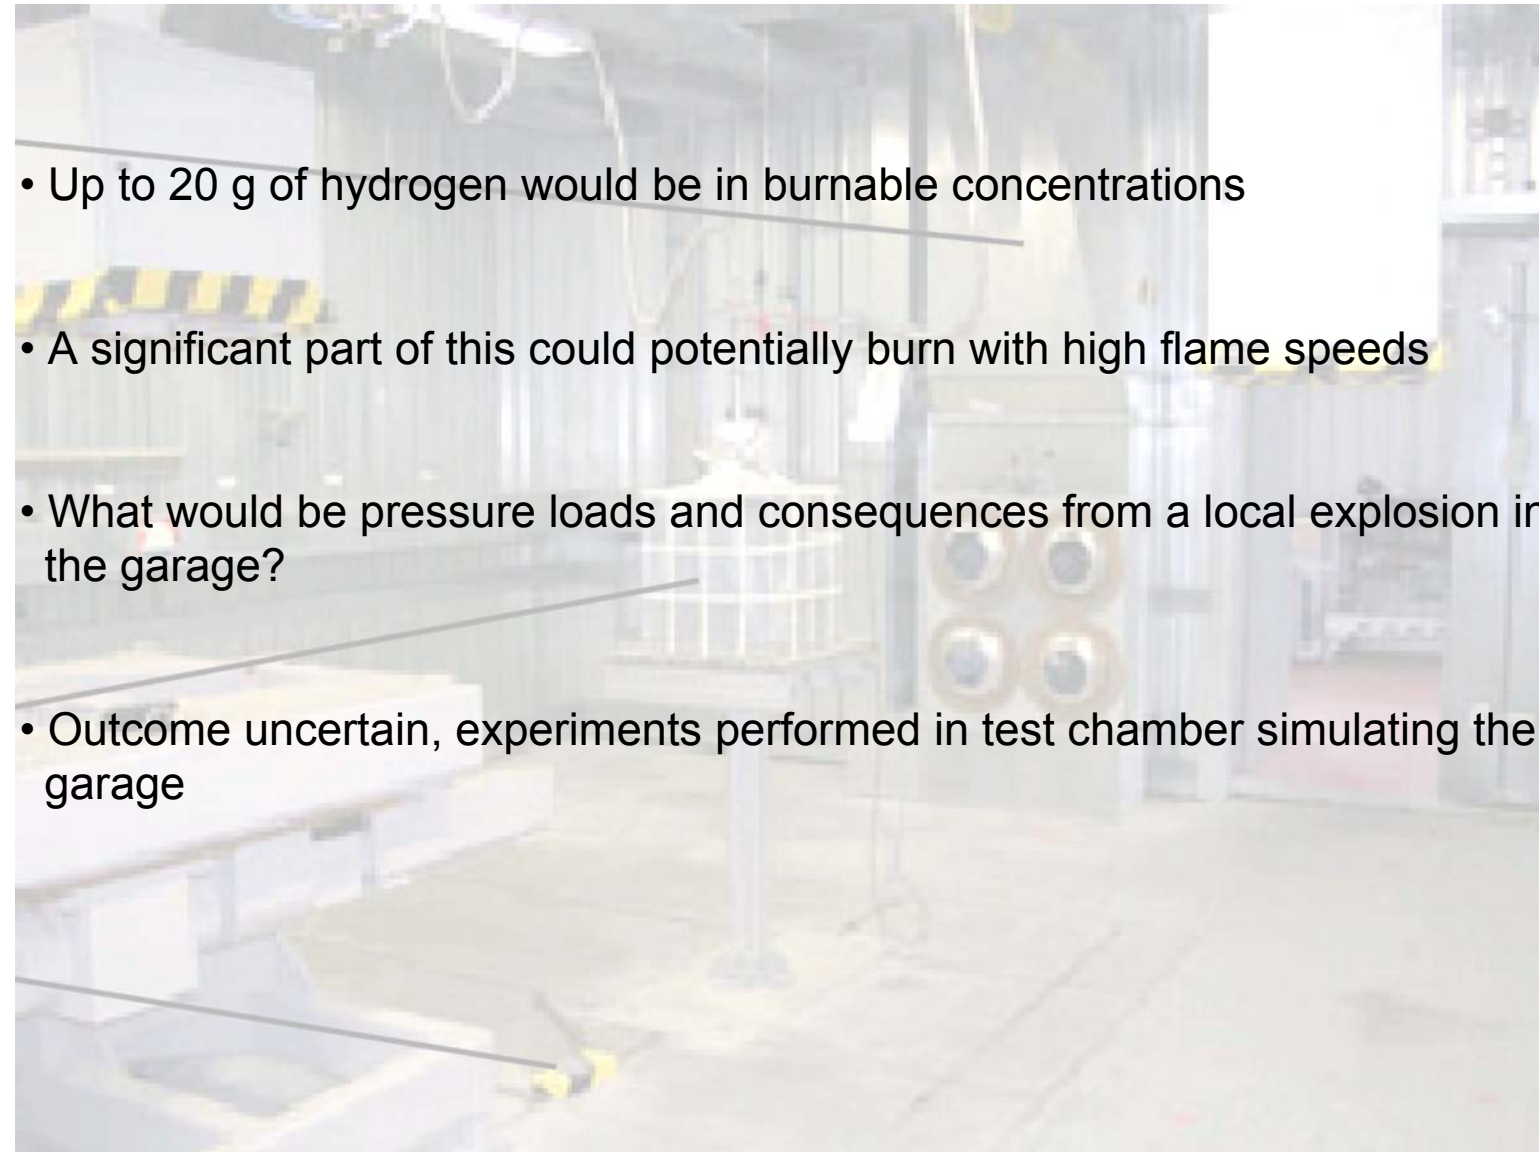 • Up to 20 g of hydrogen would be in burnable concentrations
• A significant part of this could potentially burn with high flame speeds
• What would be pressure loads and consequences from a local explosion in
the garage?
• Outcome uncertain, experiments performed in test chamber simulating the
garage